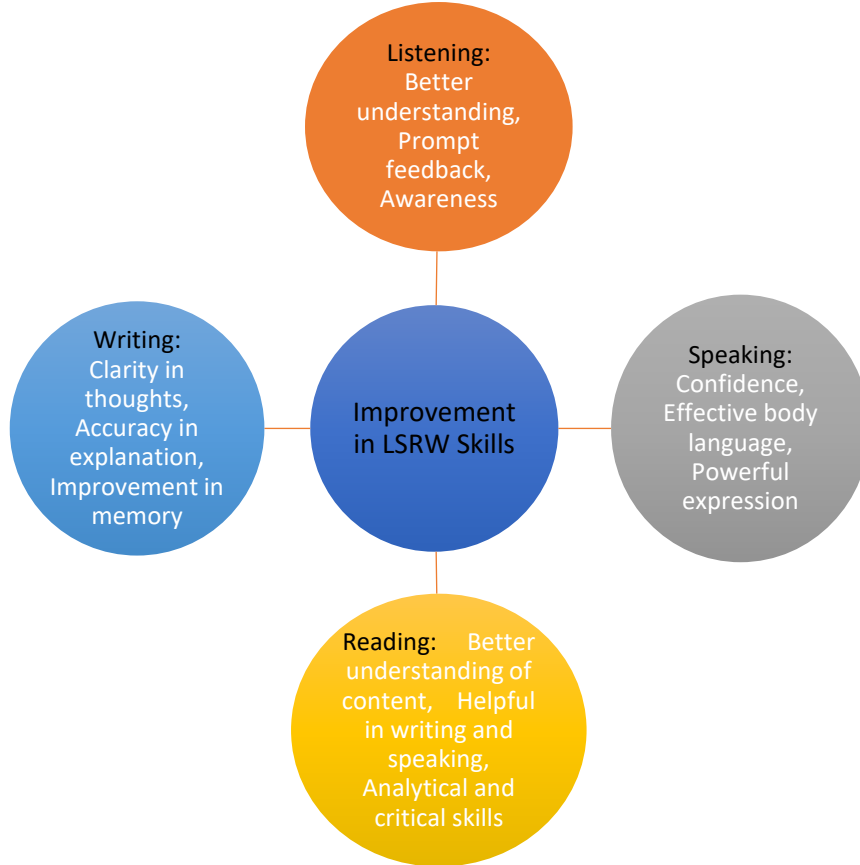 Listening:
Better
understanding,
Prompt
feedback,
Awareness
Writing:
Clarity in
thoughts,
Accuracy in
explanation,
Improvement in
memory
Improvement
in LSRW Skills
Speaking:
Confidence,
Effective body
language,
Powerful
expression
Reading: Better
understanding of
content, Helpful
in writing and
speaking,
Analytical and
critical skills